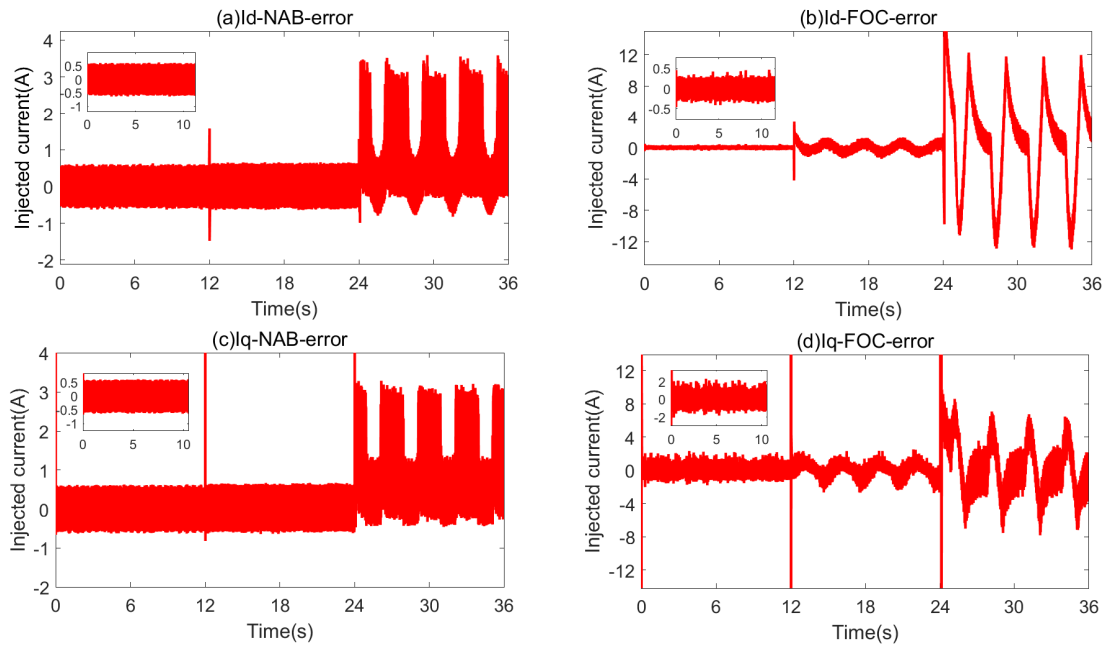 (a)Id-NAB-error
Injected current(A)
4
3
2
1
0
-1
-2
0.5
0
-0.5
-1
0 5 10
0 6 12 18 24 30 36
Time(s)
(b)Id-FOC-error
Injected current(A)
12
8
4
0
-4
-8
-12
0.5
0
-0.5
0 5 10
0 6 12 18 24 30 36
Time(s)
(c)Iq-NAB-error
Injected current(A)
4
3
2
1
0
-1
-2
0.5
0
-0.5
-1
0 5 10
0 6 12 18 24 30 36
Time(s)
(d)Iq-FOC-error
Injected current(A)
12
8
4
0
-4
-8
-12
2
0
-2
0 5 10
0 6 12 18 24 30 36
Time(s)